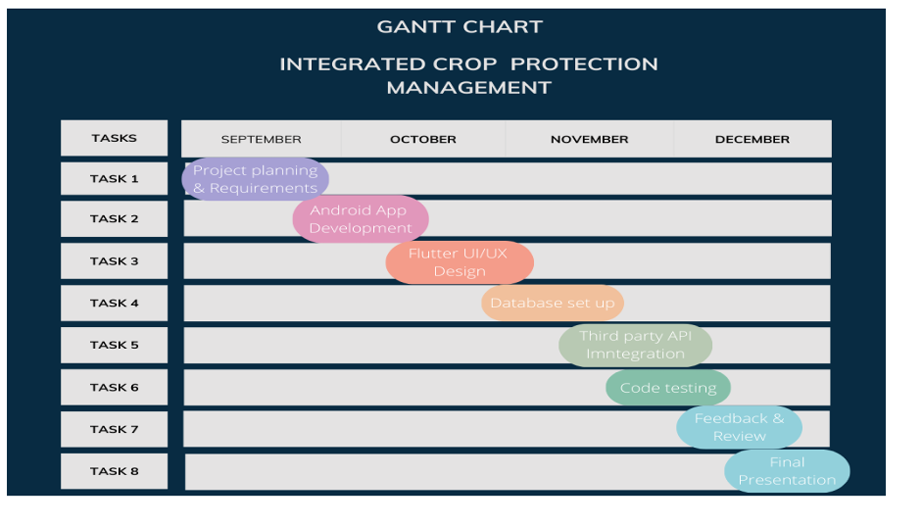 GANTT CHART
INTEGRATED CROP PROTECTION
MANAGEMENT
TASKS SEPTEMBER OCTOBER NOVEMBER DECEMBER
TASK 1
Project planning
& Requirements
TASK 2
Android App
Development
TASK 3
Flutter UI/UX
Design
TASK 4
Database set up
TASK 5
Third party API
Imntegration
TASK 6
Code testing
TASK 7
Feedback &
Review
TASK 8
Final
Presentation